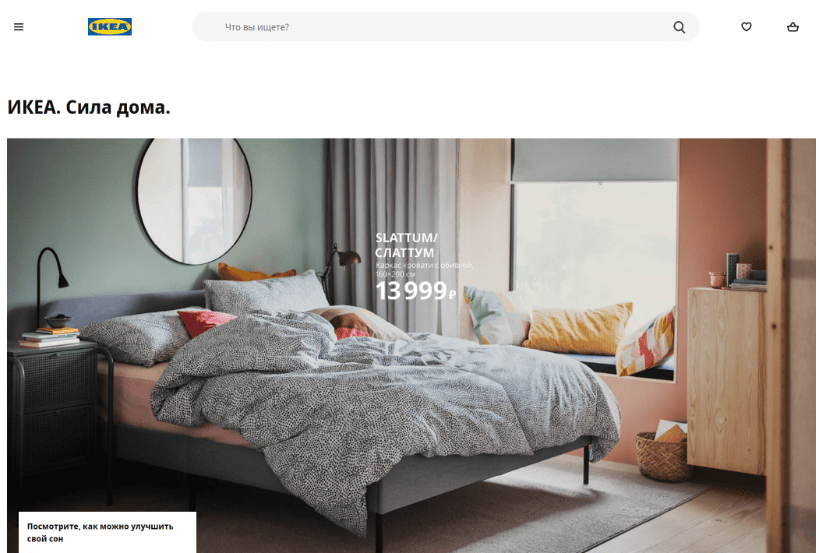 IKEA
Что вы ищете?
ИКЕА. Сила дома.
SLATTUM/
СЛАТТУМ
Каркас кровати с обивкой,
160×200 см
13 999 ₽
Посмотрите, как можно улучшить
свой сон